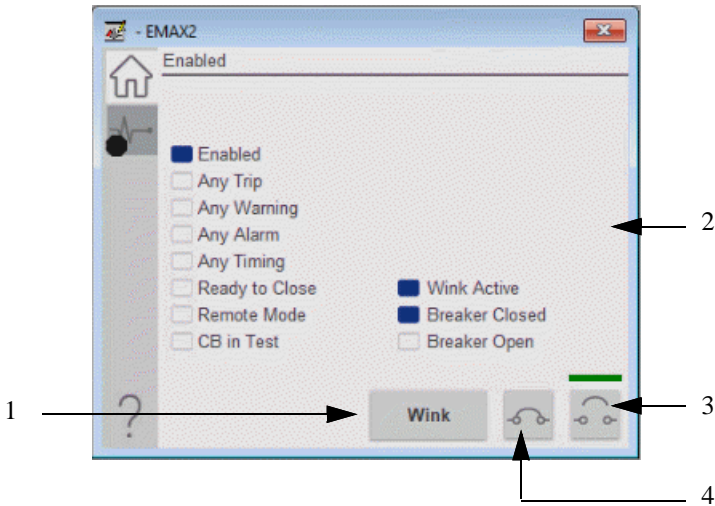 - EMAX2
Enabled
Enabled
Any Trip
Any Warning
Any Alarm
Any Timing
Ready to Close
Remote Mode
CB in Test
Wink Active
Breaker Closed
Breaker Open
?
Wink
1
2
3
4